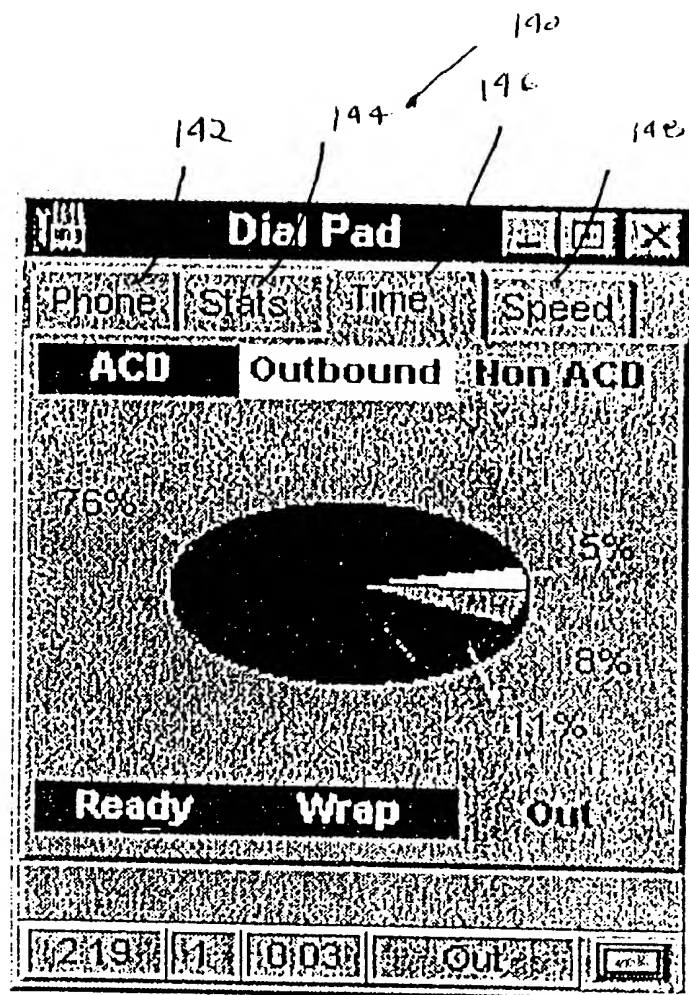 140
142 144 146 148
Dial Pad
Phone Stats Time Speed
ACD Outbound Non ACD
76%
5%
8%
11%
Ready Wrap Out
2:19 1 0:03 Out